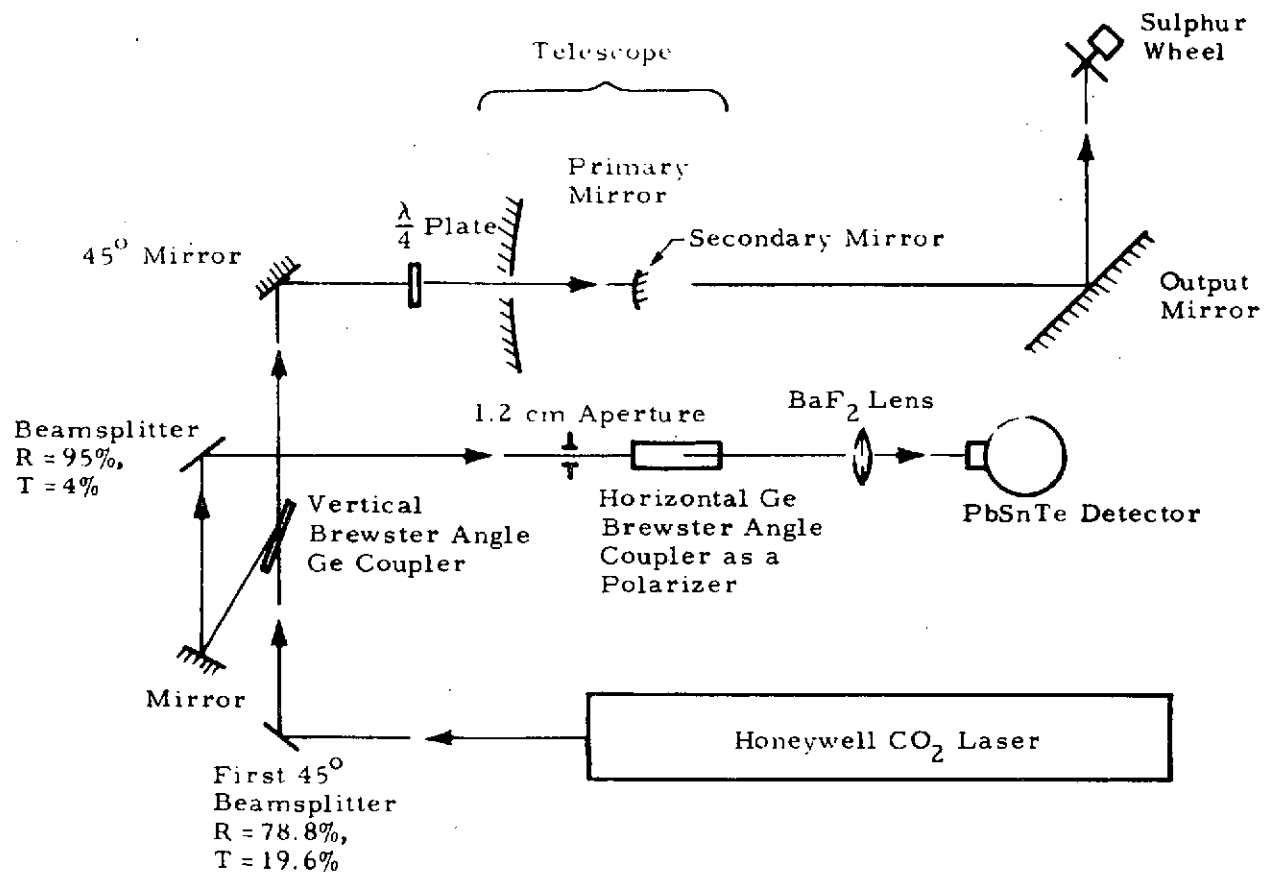 Sulphur
Wheel
Telescope
Primary
Mirror
λ/4 Plate
Secondary Mirror
45° Mirror
Output
Mirror
1.2 cm Aperture
BaF₂ Lens
Beamsplitter
R = 95%,
T = 4%
Vertical
Brewster Angle
Ge Coupler
Horizontal Ge
Brewster Angle
Coupler as a
Polarizer
PbSnTe Detector
Mirror
Honeywell CO₂ Laser
First 45°
Beamsplitter
R = 78.8%,
T = 19.6%